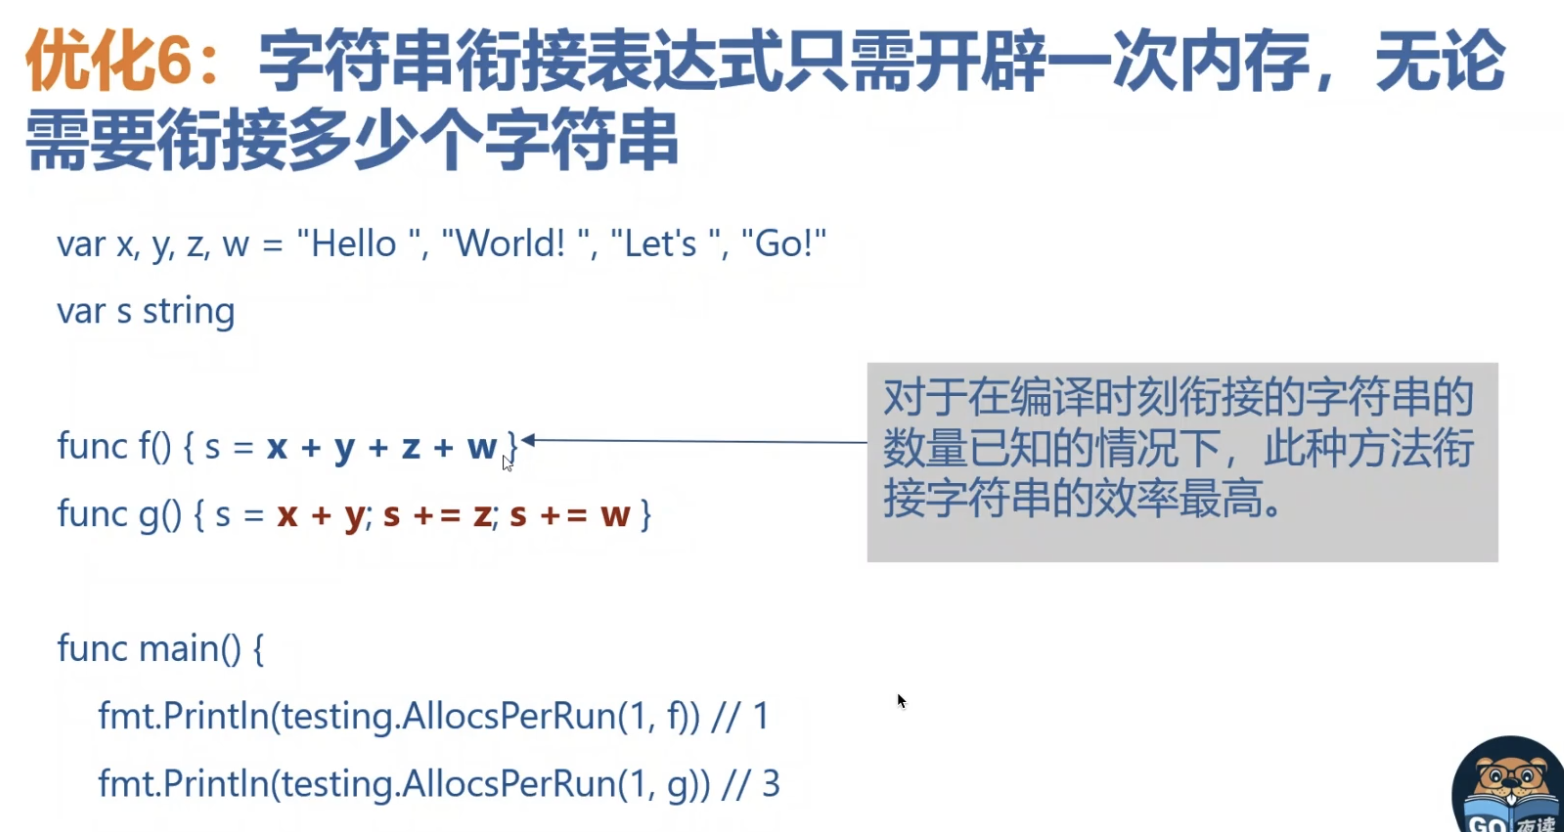 优化6：字符串衔接表达式只需开辟一次内存，无论
需要衔接多少个字符串
var x, y, z, w = "Hello ", "World! ", "Let's ", "Go!"
var s string
func f() { s = x + y + z + w }
对于在编译时刻衔接的字符串的
数量已知的情况下，此种方法衔
接字符串的效率最高。
func g() { s = x + y; s += z; s += w }
func main() {
fmt.Println(testing.AllocsPerRun(1, f)) // 1
fmt.Println(testing.AllocsPerRun(1, g)) // 3
GO 夜读